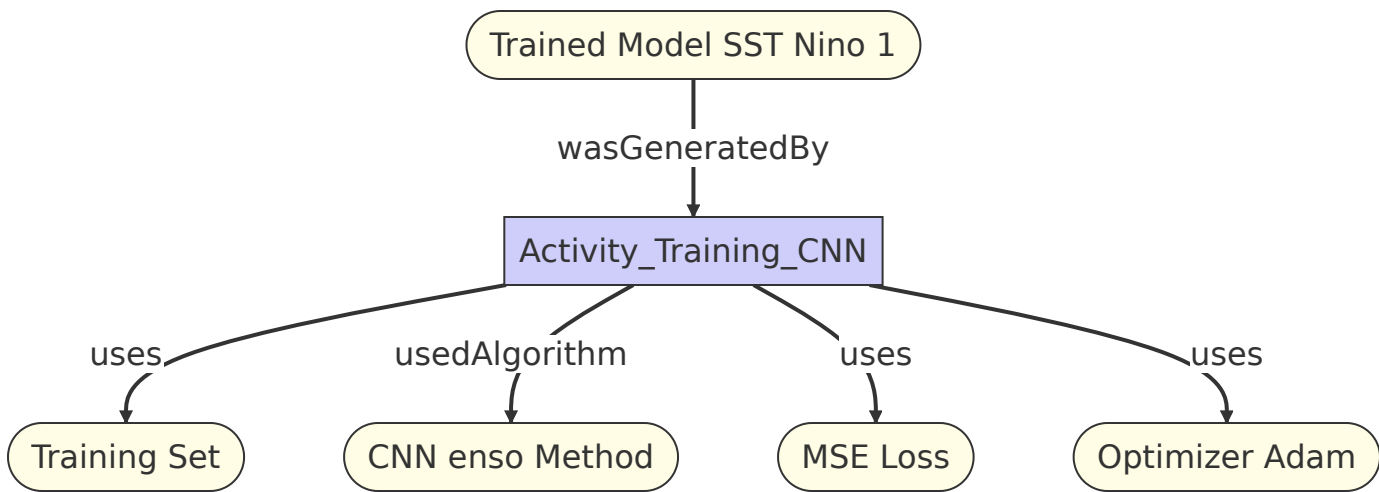 Trained Model SST Nino 1
wasGeneratedBy
Activity_Training_CNN
uses
usedAlgorithm
uses
uses
Training Set
CNN enso Method
MSE Loss
Optimizer Adam